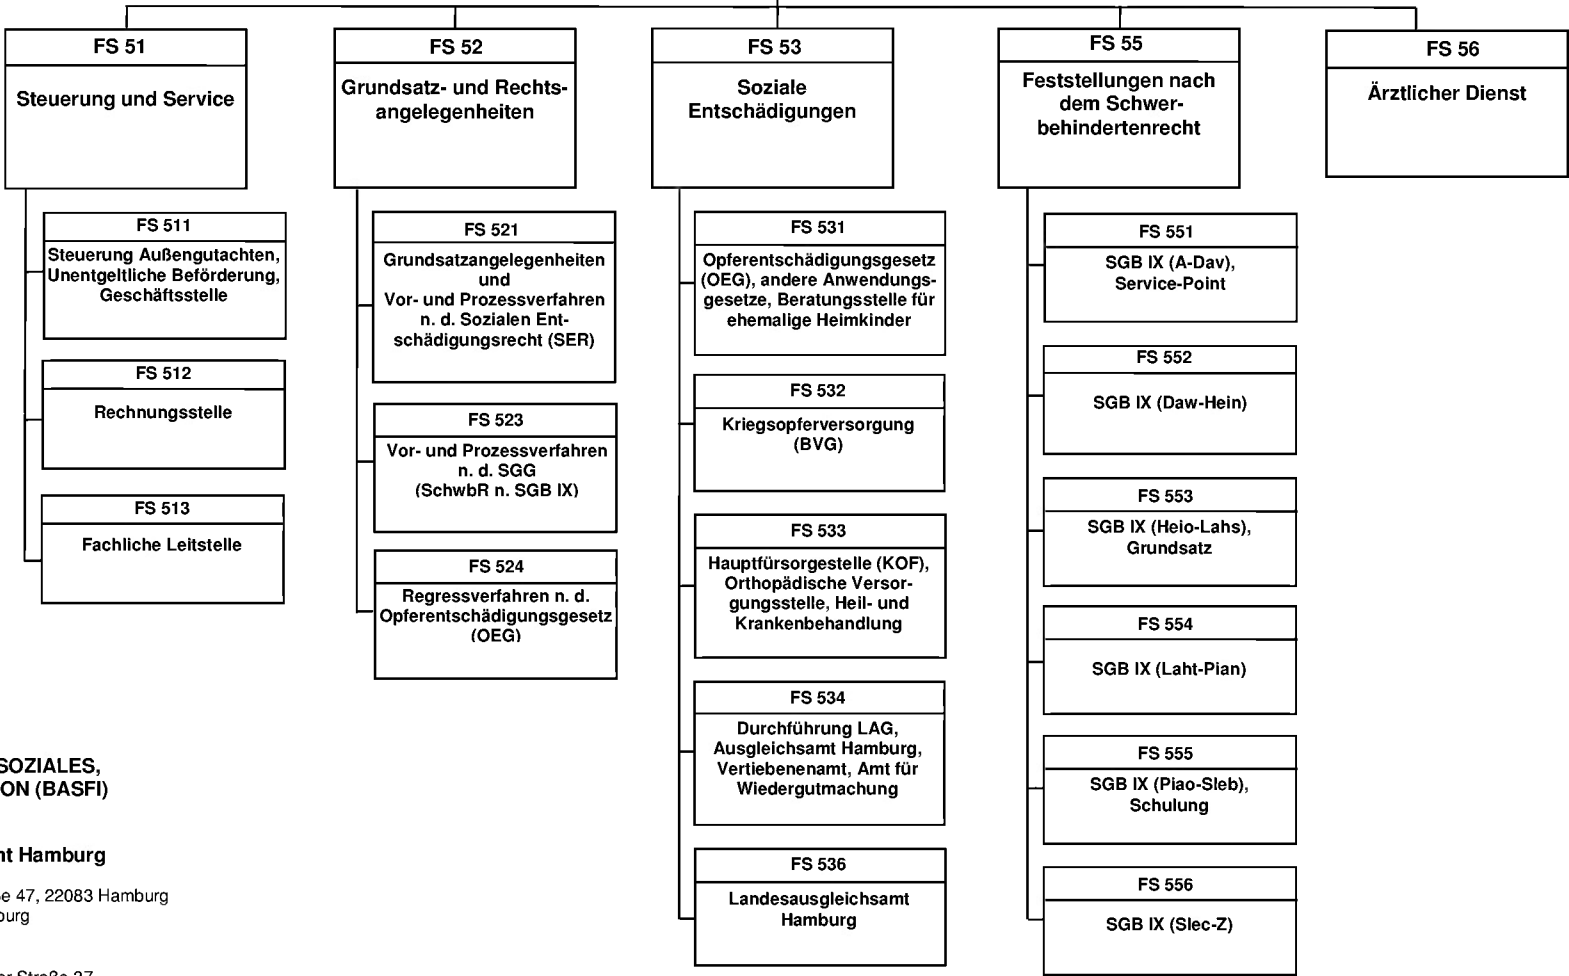 FS 51
Steuerung und Service
FS 511
Steuerung Außengutachten,
Unentgeltliche Beförderung,
Geschäftsstelle
FS 512
Rechnungsstelle
FS 513
Fachliche Leitstelle
FS 52
Grundsatz- und Rechts-
angelegenheiten
FS 521
Grundsatzangelegenheiten
und
Vor- und Prozessverfahren
n. d. Sozialen Ent-
schädigungsrecht (SER)
FS 523
Vor- und Prozessverfahren
n. d. SGG
(SchwbR n. SGB IX)
FS 524
Regressverfahren n. d.
Opferentschädigungsgesetz
(OEG)
FS 53
Soziale
Entschädigungen
FS 531
Opferentschädigungsgesetz
(OEG), andere Anwendungs-
gesetze, Beratungsstelle für
ehemalige Heimkinder
FS 532
Kriegsopferversorgung
(BVG)
FS 533
Hauptfürsorgestelle (KOF),
Orthopädische Versor-
gungsstelle, Heil- und
Krankenbehandlung
FS 534
Durchführung LAG,
Ausgleichsamt Hamburg,
Vertiebenenamt, Amt für
Wiedergutmachung
FS 536
Landesausgleichsamt
Hamburg
FS 55
Feststellungen nach
dem Schwer-
behindertenrecht
FS 551
SGB IX (A-Dav),
Service-Point
FS 552
SGB IX (Daw-Hein)
FS 553
SGB IX (Heio-Lahs),
Grundsatz
FS 554
SGB IX (Laht-Pian)
FS 555
SGB IX (Piao-Sleb),
Schulung
FS 556
SGB IX (Slec-Z)
FS 56
Ärztlicher Dienst
SOZIALES,
ON (BASFI)
Hamburg
47, 22083 Hamburg
burg